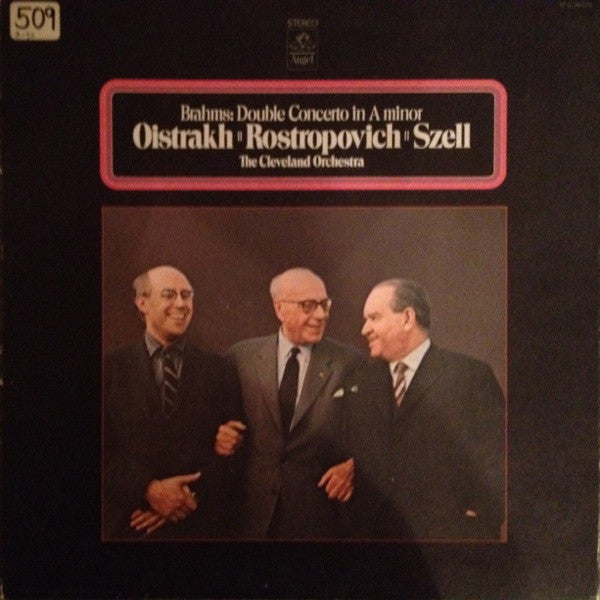 509
STEREO
Angel
Brahms: Double Concerto in A minor
Oistrakh || Rostropovich || Szell
The Cleveland Orchestra